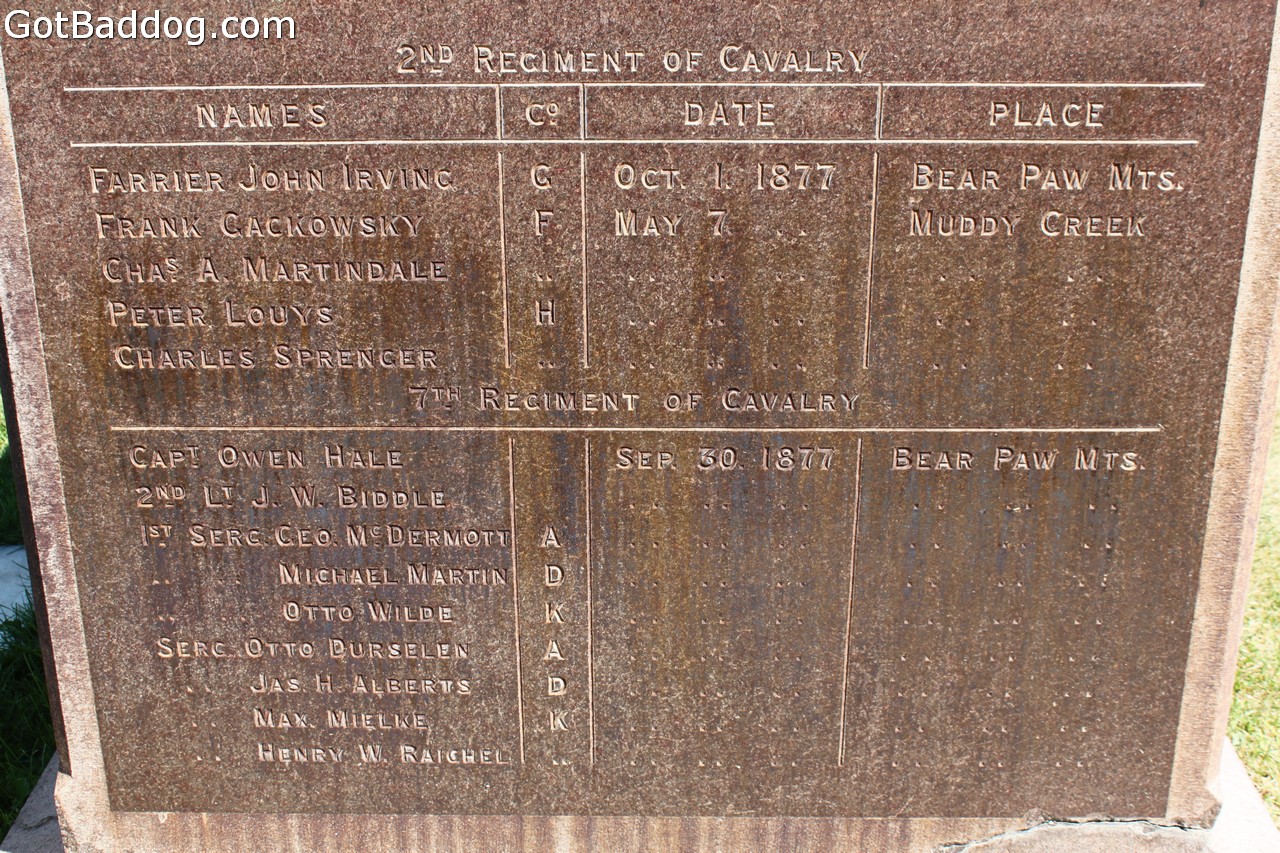 GotBaddog.com
2ND REGIMENT OF CAVALRY
NAMES Co. DATE PLACE
FARRIER JOHN IRVING G OCT. 1. 1877 BEAR PAW MTS.
FRANK GACKOWSKY F MAY 7 .. MUDDY CREEK
CHAS A. MARTINDALE .. .. .. .. .. ..
PETER LOUYS H .. .. .. .. ..
CHARLES SPRENGER .. .. .. .. .. ..
7TH REGIMENT OF CAVALRY
CAPT OWEN HALE SEP. 30. 1877 BEAR PAW MTS.
2ND LT. J. W. BIDDLE .. .. .. .. .. ..
1ST SERG. GEO. McDERMOTT A .. .. .. .. .. ..
.. .. MICHAEL MARTIN D .. .. .. .. .. ..
.. .. OTTO WILDE K .. .. .. .. .. ..
SERG. OTTO DURSELEN A .. .. .. .. .. ..
.. JAS. H. ALBERTS D .. .. .. .. .. ..
.. MAX. MIELKE K .. .. .. .. .. ..
.. HENRY W. RAICHEL .. .. .. .. .. .. ..